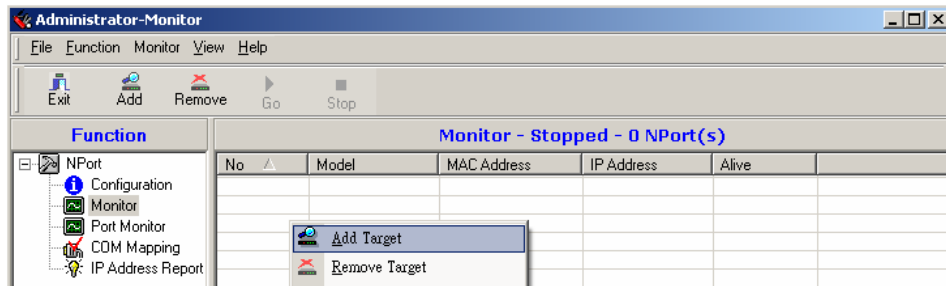 Administrator-Monitor
File Function Monitor View Help
Exit Add Remove Go Stop
Function
Monitor - Stopped - 0 NPort(s)
NPort
Configuration
Monitor
Port Monitor
COM Mapping
IP Address Report
No Model MAC Address IP Address Alive
Add Target
Remove Target